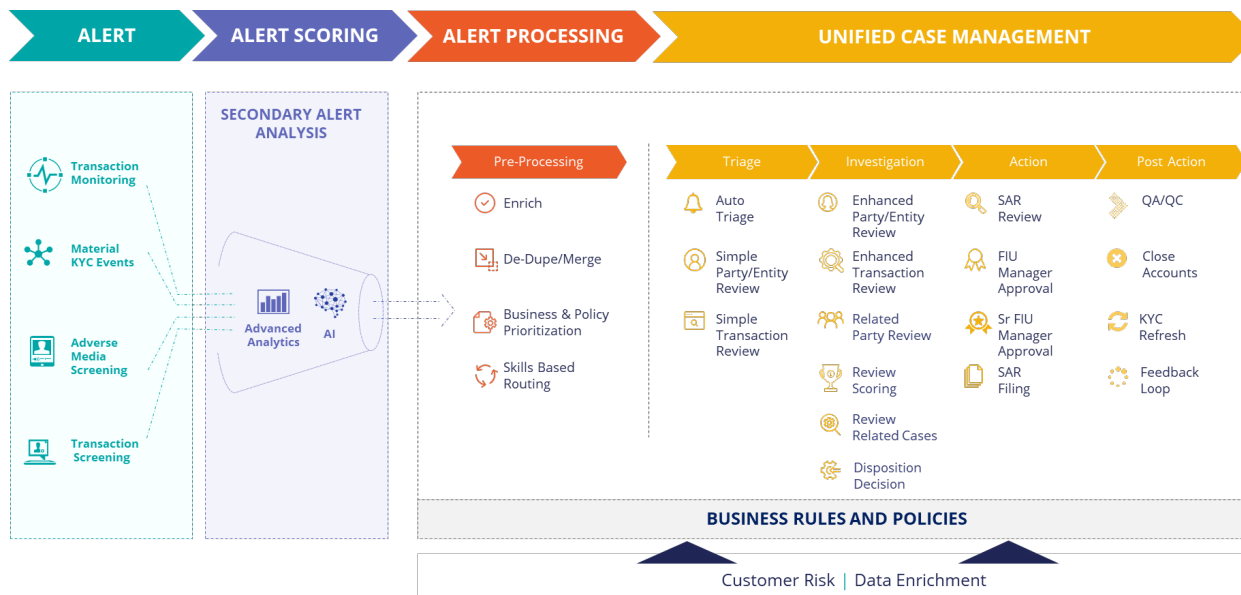 ALERT
ALERT SCORING
ALERT PROCESSING
UNIFIED CASE MANAGEMENT
Transaction
Monitoring
Material
KYC Events
Adverse
Media
Screening
Transaction
Screening
SECONDARY ALERT
ANALYSIS
Advanced
Analytics
AI
Pre-Processing
Enrich
De-Dupe/Merge
Business & Policy
Prioritization
Skills Based
Routing
Triage
Auto
Triage
Simple
Party/Entity
Review
Simple
Transaction
Review
Investigation
Enhanced
Party/Entity
Review
Enhanced
Transaction
Review
Related
Party Review
Review
Scoring
Review
Related Cases
Disposition
Decision
Action
SAR
Review
FIU
Manager
Approval
Sr FIU
Manager
Approval
SAR
Filing
Post Action
QA/QC
Close
Accounts
KYC
Refresh
Feedback
Loop
BUSINESS RULES AND POLICIES
Customer Risk | Data Enrichment